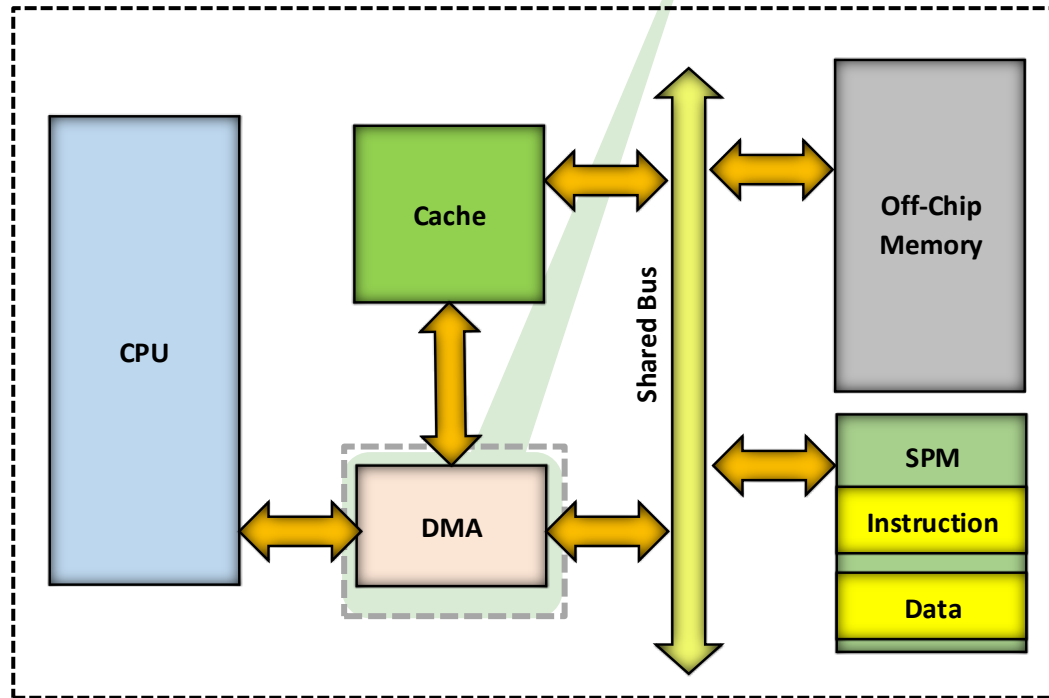 CPU
Cache
DMA
Shared Bus
Off-Chip
Memory
SPM
Instruction
Data